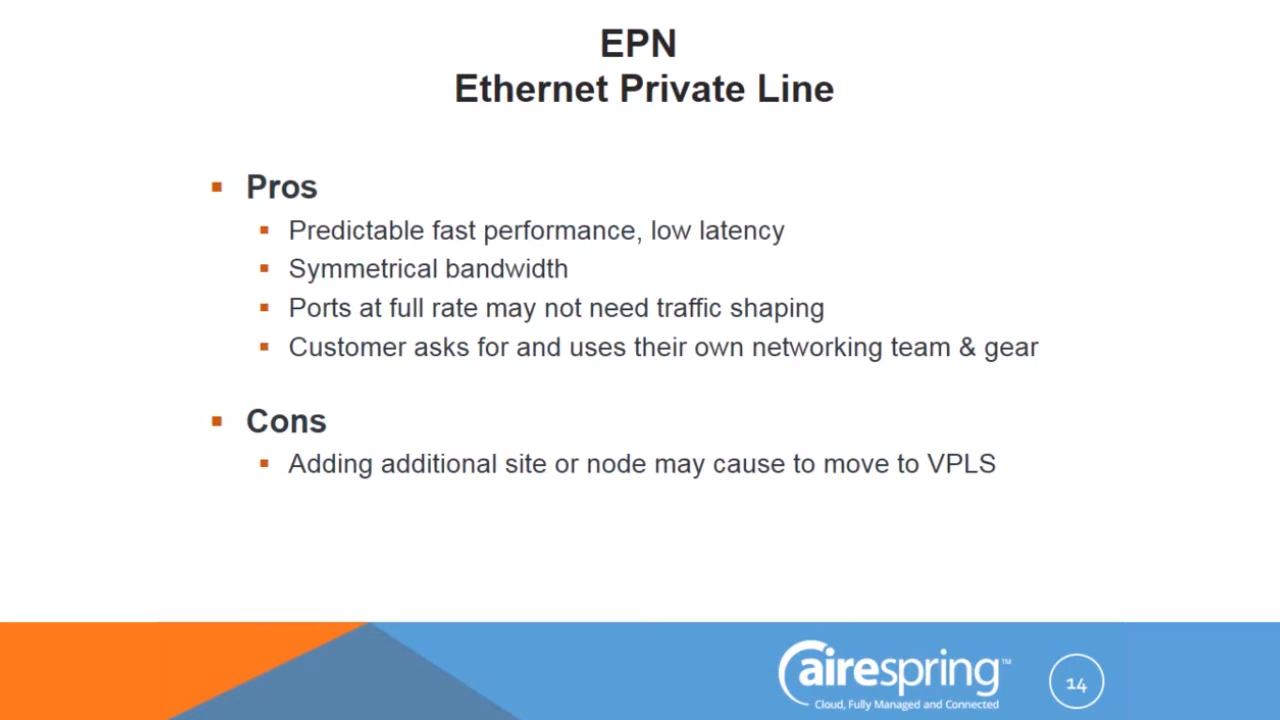 EPN
Ethernet Private Line
Pros
Predictable fast performance, low latency
Symmetrical bandwidth
Ports at full rate may not need traffic shaping
Customer asks for and uses their own networking team & gear
Cons
Adding additional site or node may cause to move to VPLS
airespring™
Cloud, Fully Managed and Connected
14